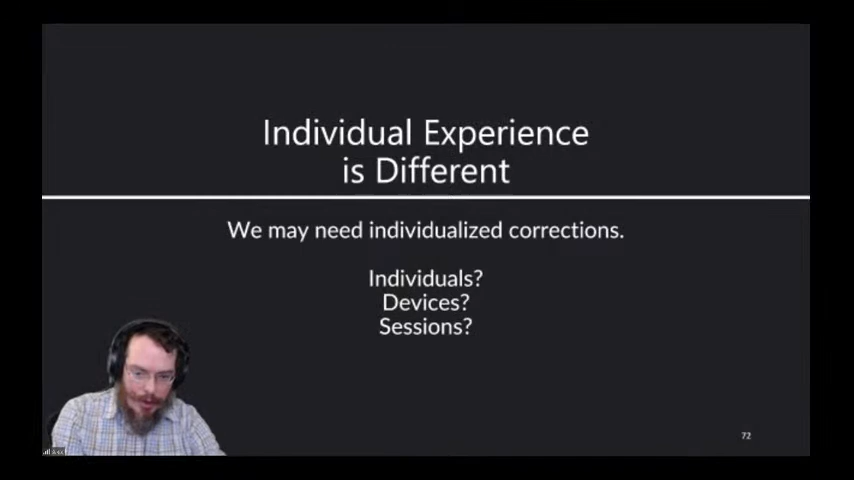 Individual Experience
is Different
We may need individualized corrections.
Individuals?
Devices?
Sessions?
72